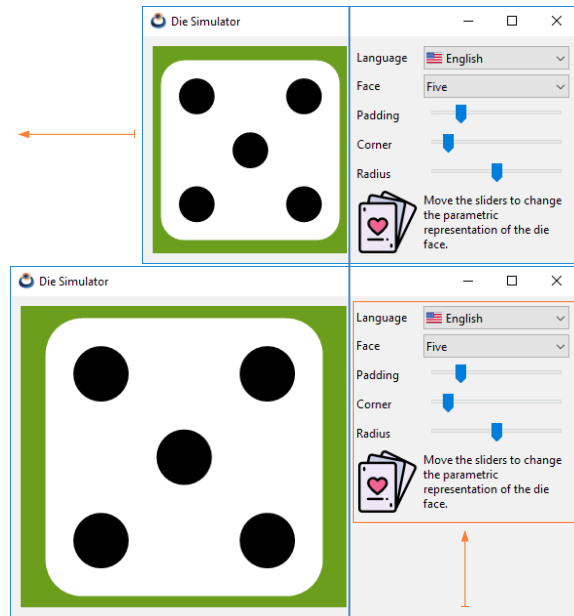 Die Simulator
Language English
Face Five
Padding
Corner
Radius
Move the sliders to change
the parametric
representation of the die
face.
Die Simulator
Language English
Face Five
Padding
Corner
Radius
Move the sliders to change
the parametric
representation of the die
face.